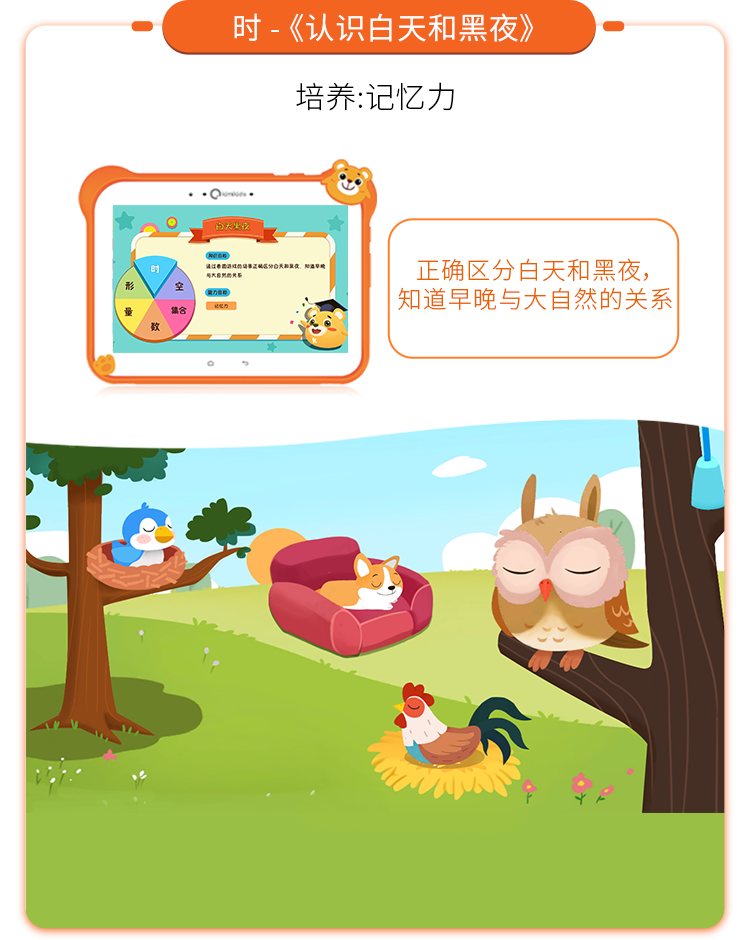 时 -《认识白天和黑夜》
培养:记忆力
白天黑夜
知识目标
通过看图游戏的场景正确区分白天和黑夜，知道早晚
与大自然的关系
能力目标
记忆力
时
形
空
量
集合
数
正确区分白天和黑夜,
知道早晚与大自然的关系